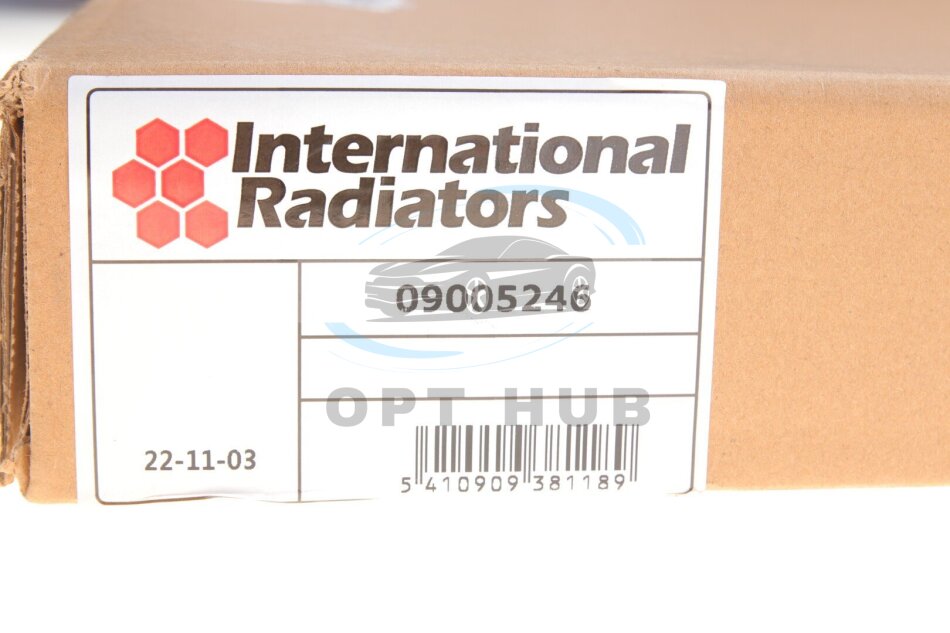 International
Radiators
09005246
OPT HUB
22-11-03
5 410909 381189